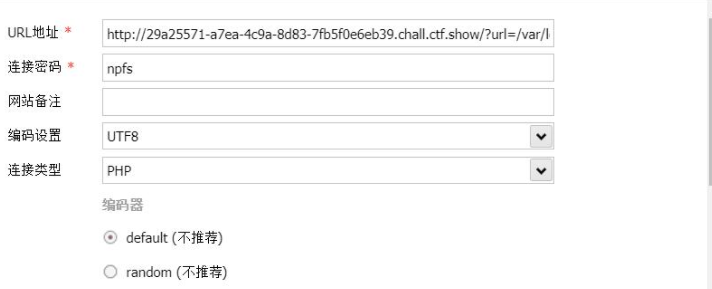 URL地址 * http://29a25571-a7ea-4c9a-8d83-7fb5f0e6eb39.chall.ctf.show/?url=/var/l
连接密码 * npfs
网站备注
编码设置 UTF8
连接类型 PHP
编码器
default (不推荐)
random (不推荐)